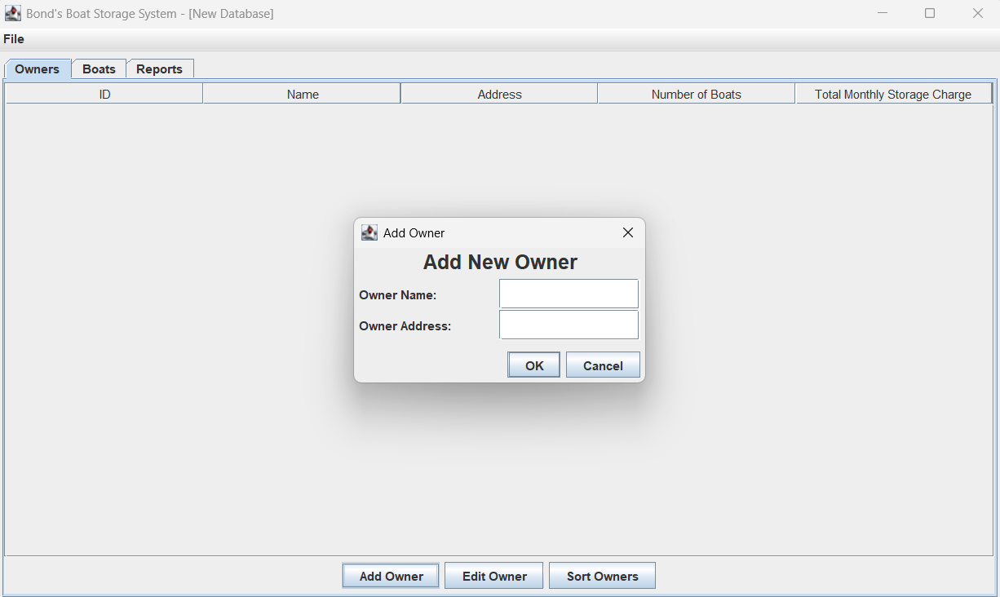 Bond's Boat Storage System - [New Database]
File
Owners Boats Reports
ID Name Address Number of Boats Total Monthly Storage Charge
Add Owner
Add New Owner
Owner Name:
Owner Address:
OK Cancel
Add Owner Edit Owner Sort Owners